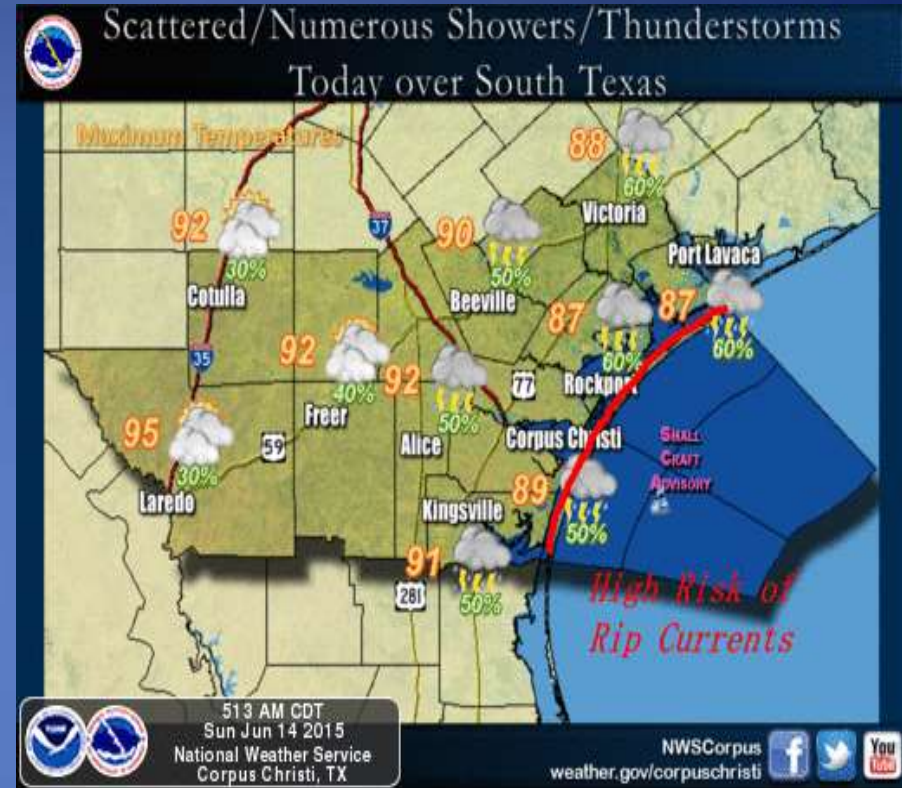 Scattered/Numerous Showers/Thunderstorms
Today over South Texas
Maximum Temperatures
88
60%
Victoria
92
30%
Cotulla
37
90
50%
Beeville
Port Lavaca
87
60%
87
60%
Rockport
35
92
40%
Freer
92
50%
Alice
77
95
30%
Laredo
59
Corpus Christi
89
50%
Small
Craft
Advisory
Kingsville
91
50%
281
High Risk of
Rip Currents
513 AM CDT
Sun Jun 14 2015
National Weather Service
Corpus Christi, TX
NWSCorpus
weather.gov/corpuschristi
You
Tube